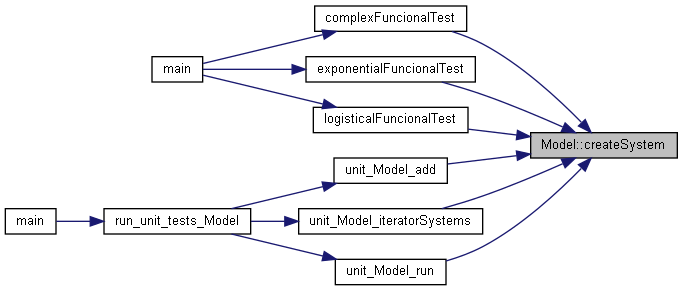 complexFuncionalTest
main
exponentialFuncionalTest
logisticalFuncionalTest
Model::createSystem
unit_Model_add
main
run_unit_tests_Model
unit_Model_iteratorSystems
unit_Model_run